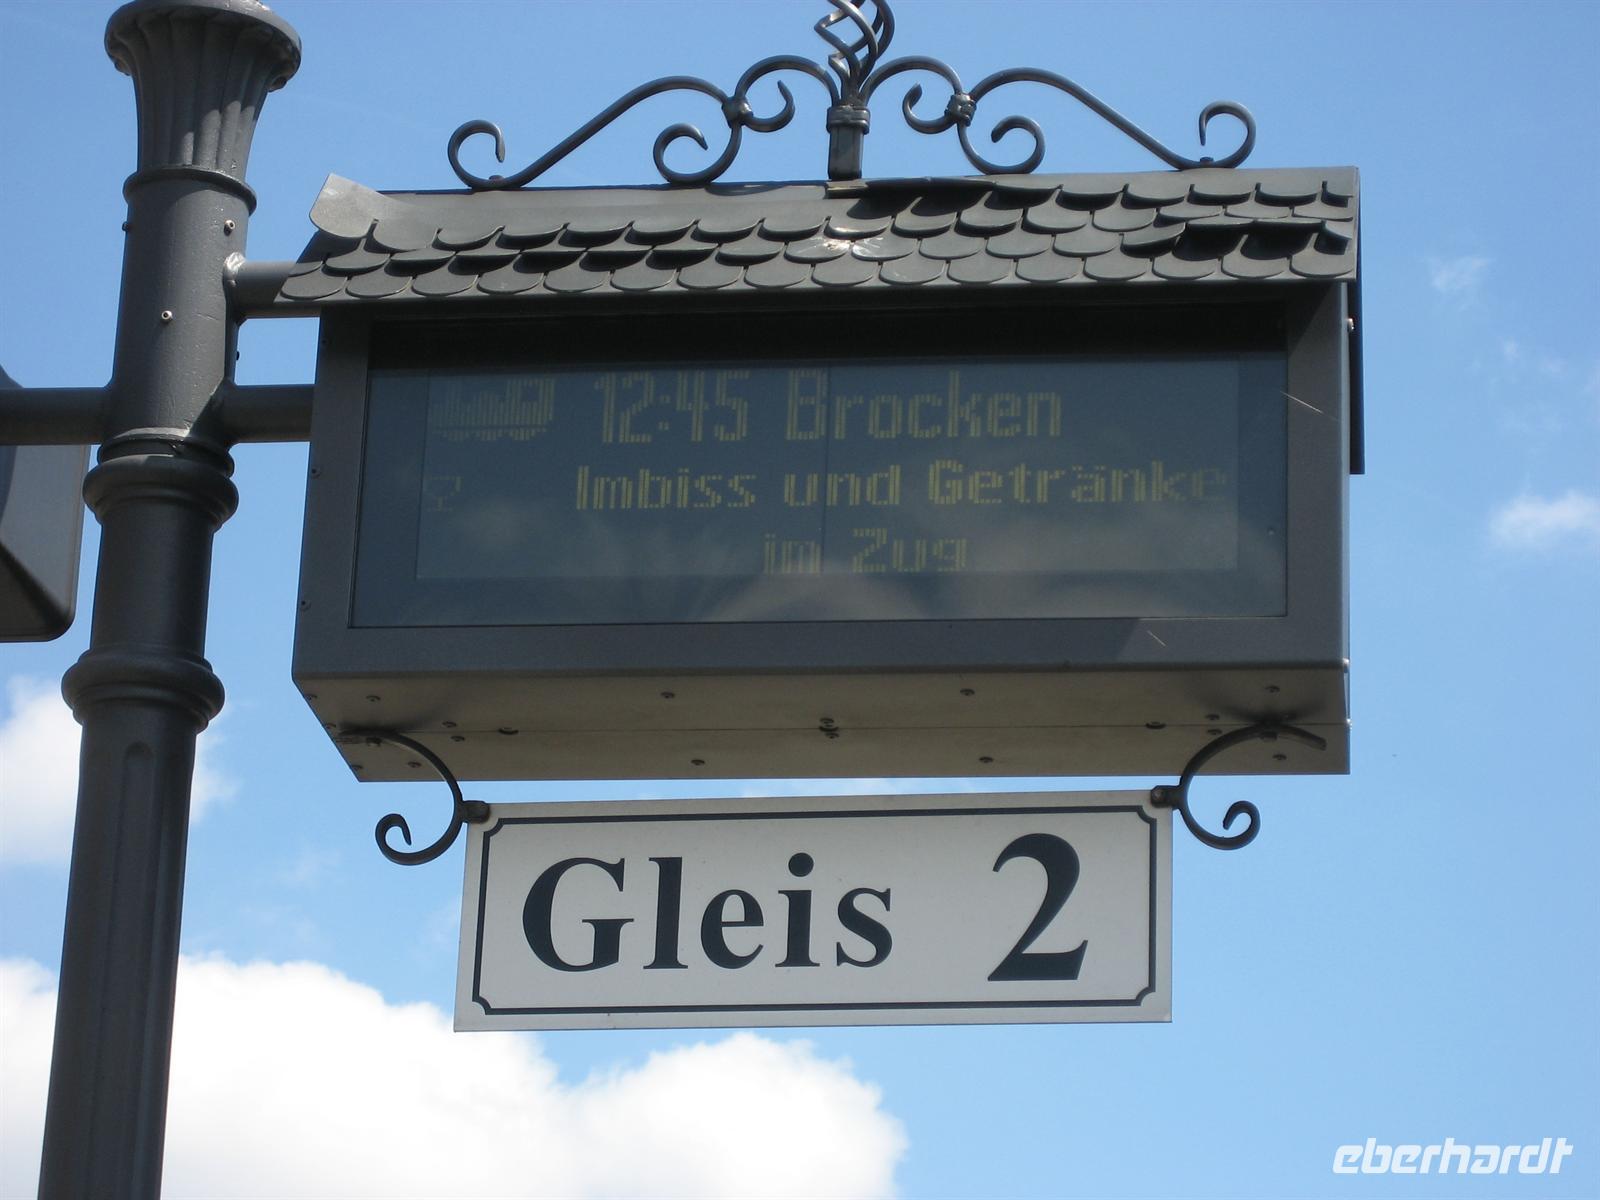 12:45 Brocken
Imbiss und Getränke
im Zug
Gleis 2
eberhardt